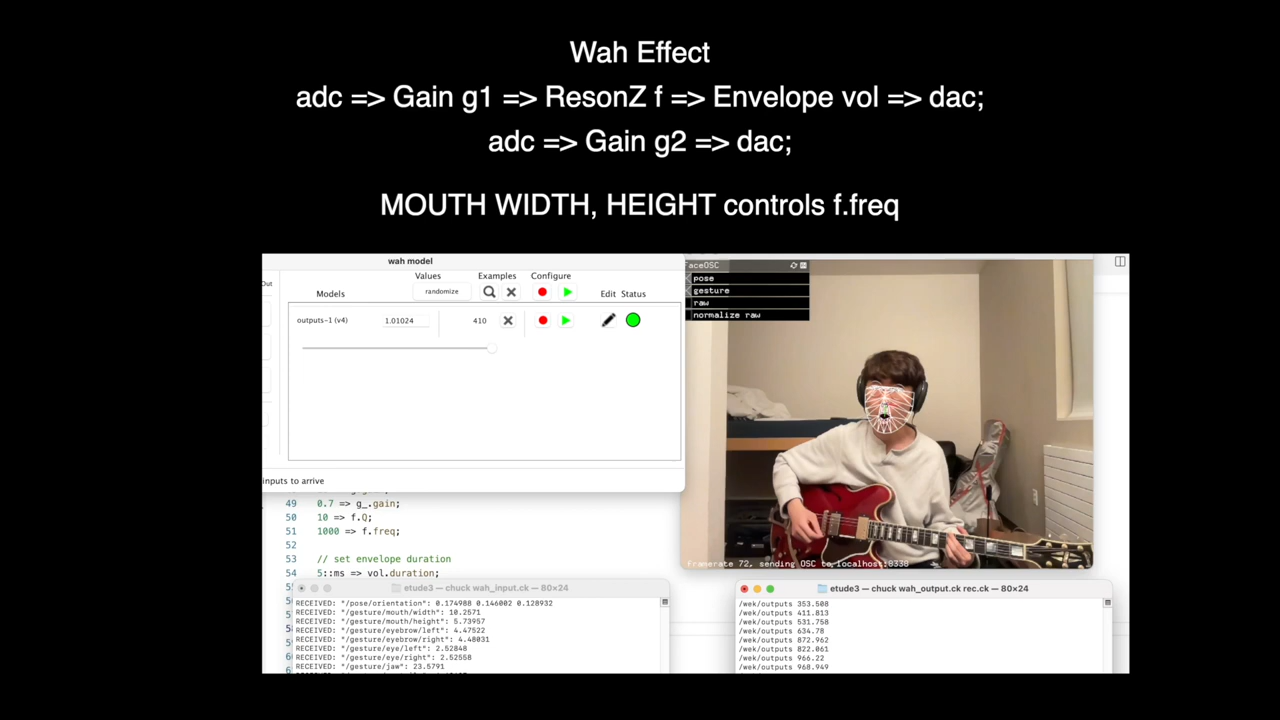 Wah Effect
adc => Gain g1 => ResonZ f => Envelope vol => dac;
adc => Gain g2 => dac;
MOUTH WIDTH, HEIGHT controls f.freq
wah model
Out
Values
Examples
Configure
Models
randomize
Edit Status
outputs-1 (v4)
1.01024
410
inputs to arrive
FaceOSC
pose
gesture
raw
normalize raw
framerate 72, sending OSC to localhost:8338
49 0.7 => g_.gain;
50 10 => f.Q;
51 1000 => f.freq;
52
53 // set envelope duration
54 5::ms => vol.duration;
etude3 — chuck wah_input.ck — 80×24
RECEIVED: "/pose/orientation": 0.174988 0.146002 0.128932
RECEIVED: "/gesture/mouth/width": 10.2571
RECEIVED: "/gesture/mouth/height": 5.73957
RECEIVED: "/gesture/eyebrow/left": 4.47522
RECEIVED: "/gesture/eyebrow/right": 4.48031
RECEIVED: "/gesture/eye/left": 2.52848
RECEIVED: "/gesture/eye/right": 2.52558
RECEIVED: "/gesture/jaw": 23.5791
etude3 — chuck wah_output.ck rec.ck — 80×24
/wek/outputs 353.508
/wek/outputs 411.813
/wek/outputs 531.758
/wek/outputs 634.78
/wek/outputs 872.962
/wek/outputs 822.061
/wek/outputs 966.22
/wek/outputs 968.949